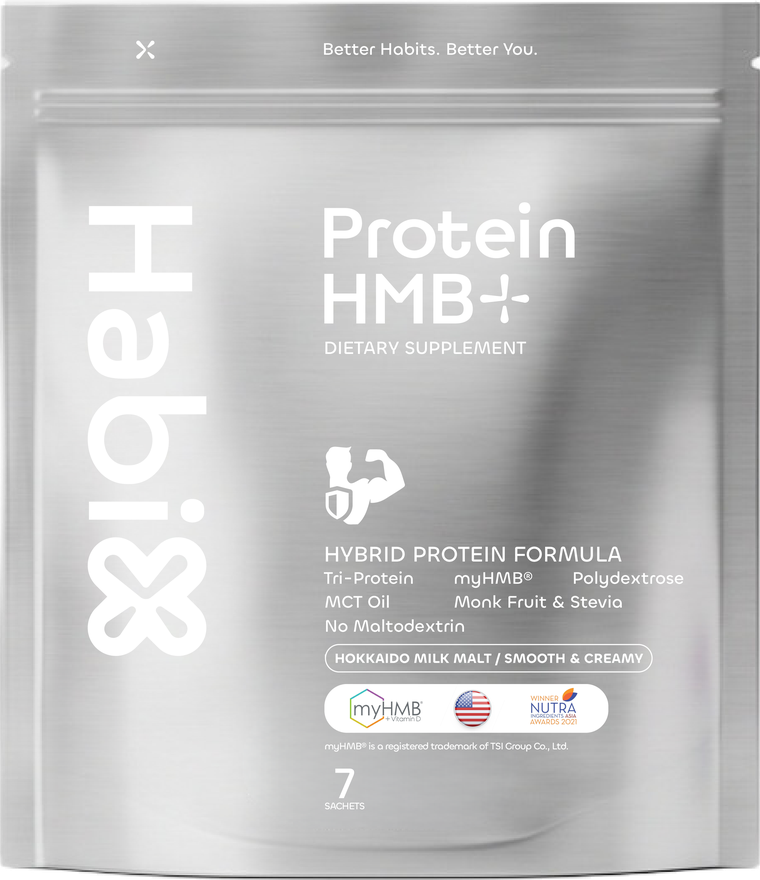 Better Habits. Better You.
Habi
Protein
HMB+
DIETARY SUPPLEMENT
HYBRID PROTEIN FORMULA
Tri-Protein myHMB® Polydextrose
MCT Oil Monk Fruit & Stevia
No Maltodextrin
HOKKAIDO MILK MALT / SMOOTH & CREAMY
myHMB®
+ Vitamin D
WINNER
NUTRA
INGREDIENTS ASIA
AWARDS 2021
myHMB® is a registered trademark of TSI Group Co., Ltd.
7
SACHETS